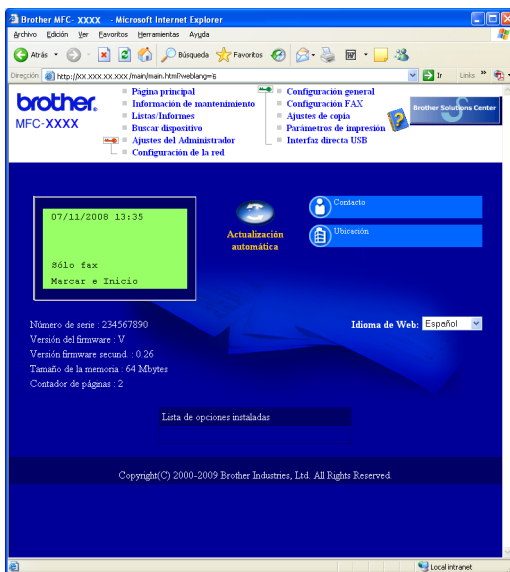 Brother MFC- XXXX - Microsoft Internet Explorer
Archivo Edición Ver Favoritos Herramientas Ayuda
Atrás Búsqueda Favoritos
Dirección http://XX.XXX.XX.XXX/main/main.html?weblang=6 Ir Links
brother.
MFC-XXXX
Página principal
Información de mantenimiento
Listas/Informes
Buscar dispositivo
Ajustes del Administrador
Configuración de la red
Configuración general
Configuración FAX
Ajustes de copia
Parámetros de impresión
Interfaz directa USB
Brother Solutions Center
07/11/2008 13:35
Sólo fax
Marcar e Inicio
Actualización
automática
Contacto
Ubicación
Número de serie : 234567890
Versión del firmware : V
Versión firmware secund. : 0.26
Tamaño de la memoria : 64 Mbytes
Contador de páginas : 2
Idioma de Web: Español
Lista de opciones instaladas
Copyright(C) 2000-2009 Brother Industries, Ltd. All Rights Reserved.
Local intranet